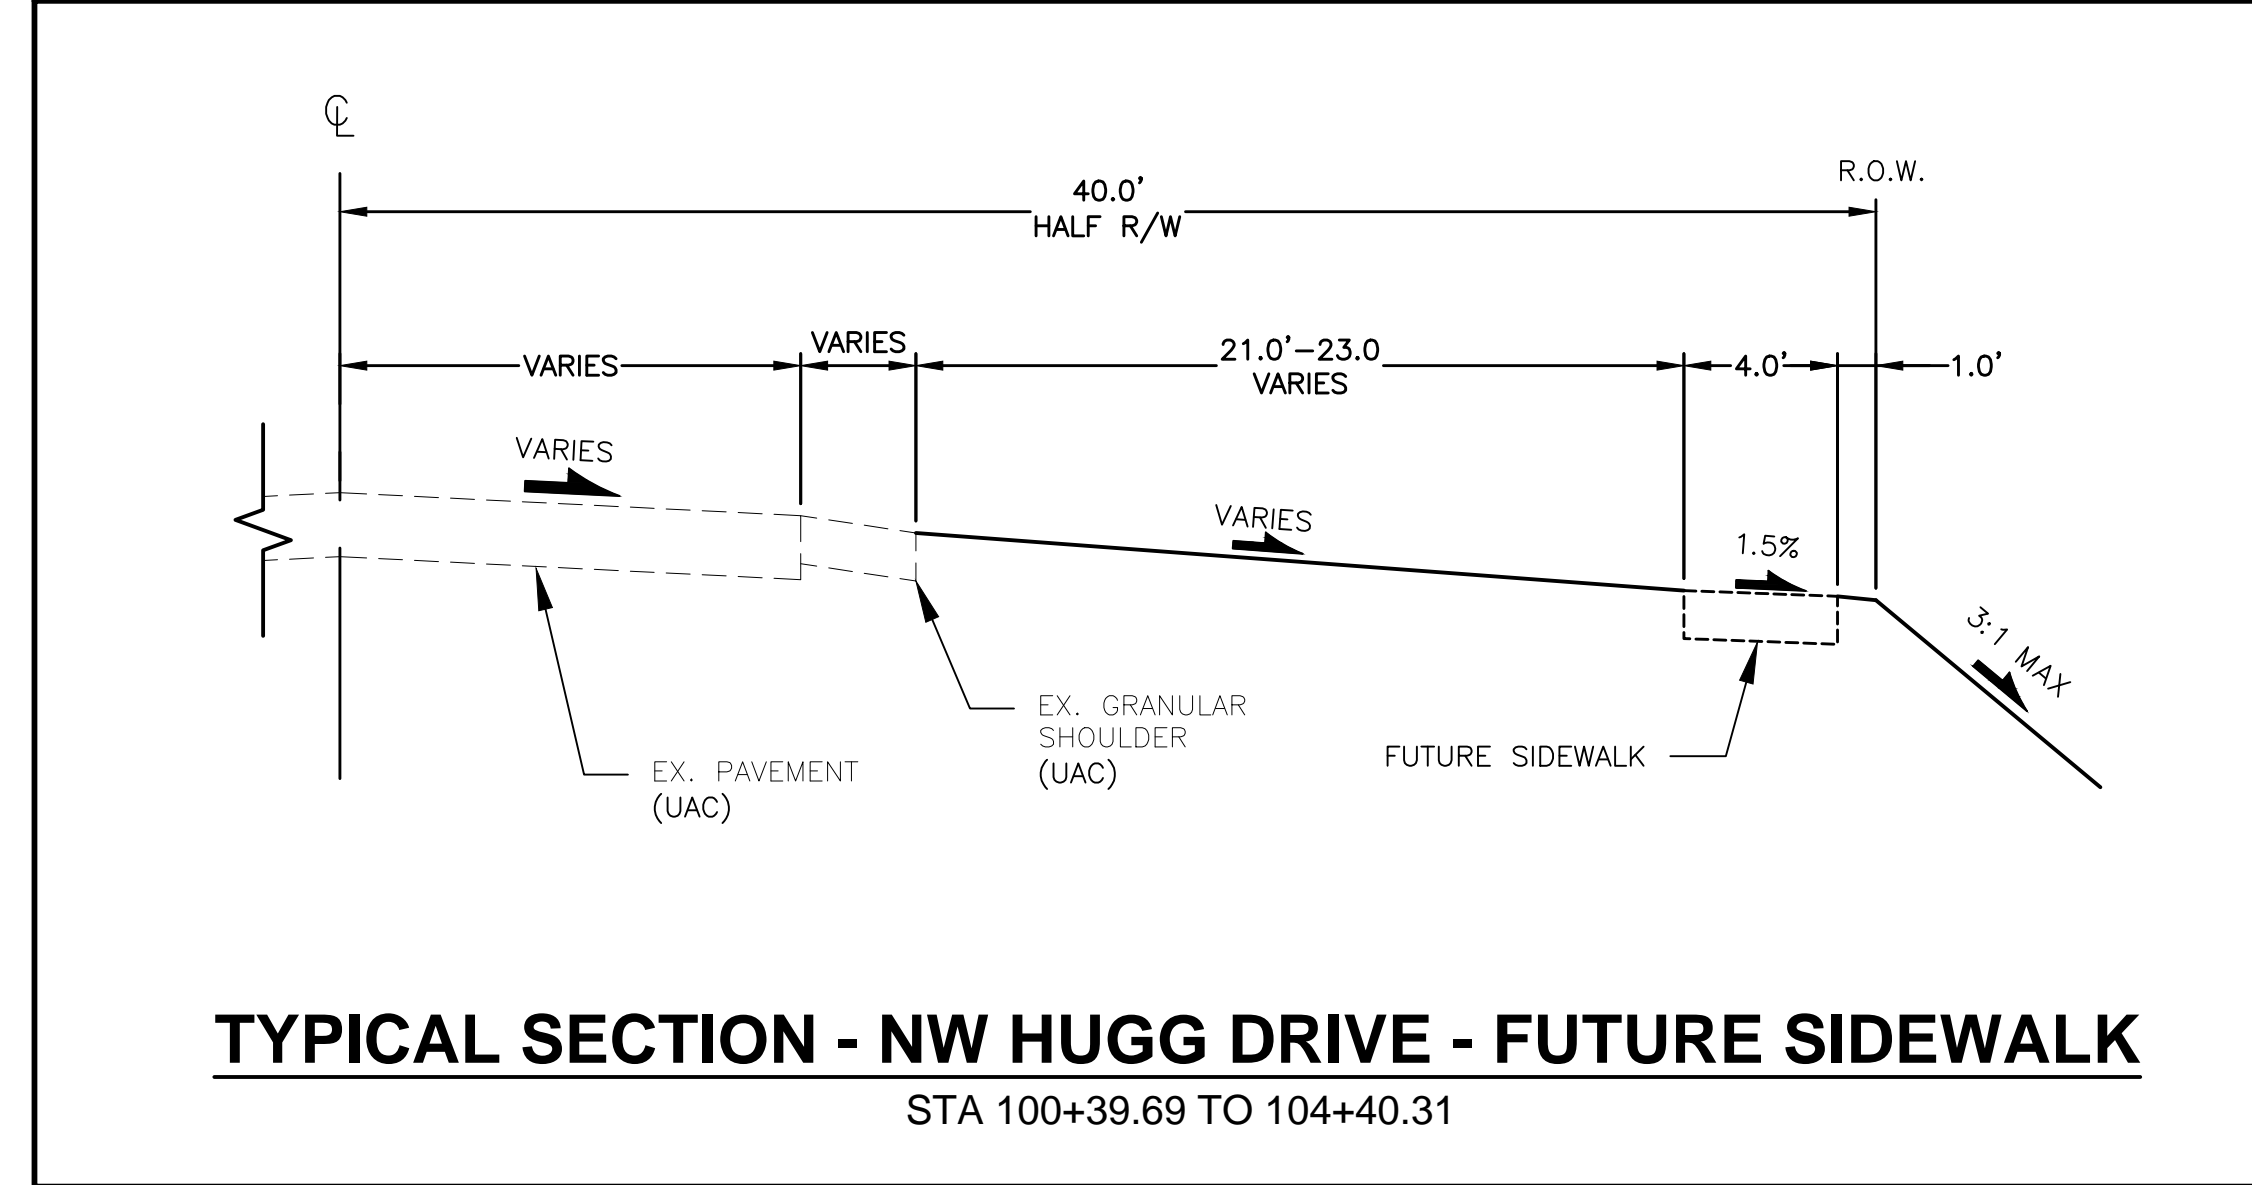 ℄
R.O.W.
40.0'
HALF R/W
VARIES
VARIES
21.0'-23.0
VARIES
4.0'
1.0'
VARIES
VARIES
1.5%
3:1 MAX
EX. GRANULAR
SHOULDER
(UAC)
EX. PAVEMENT
(UAC)
FUTURE SIDEWALK
TYPICAL SECTION - NW HUGG DRIVE - FUTURE SIDEWALK
STA 100+39.69 TO 104+40.31